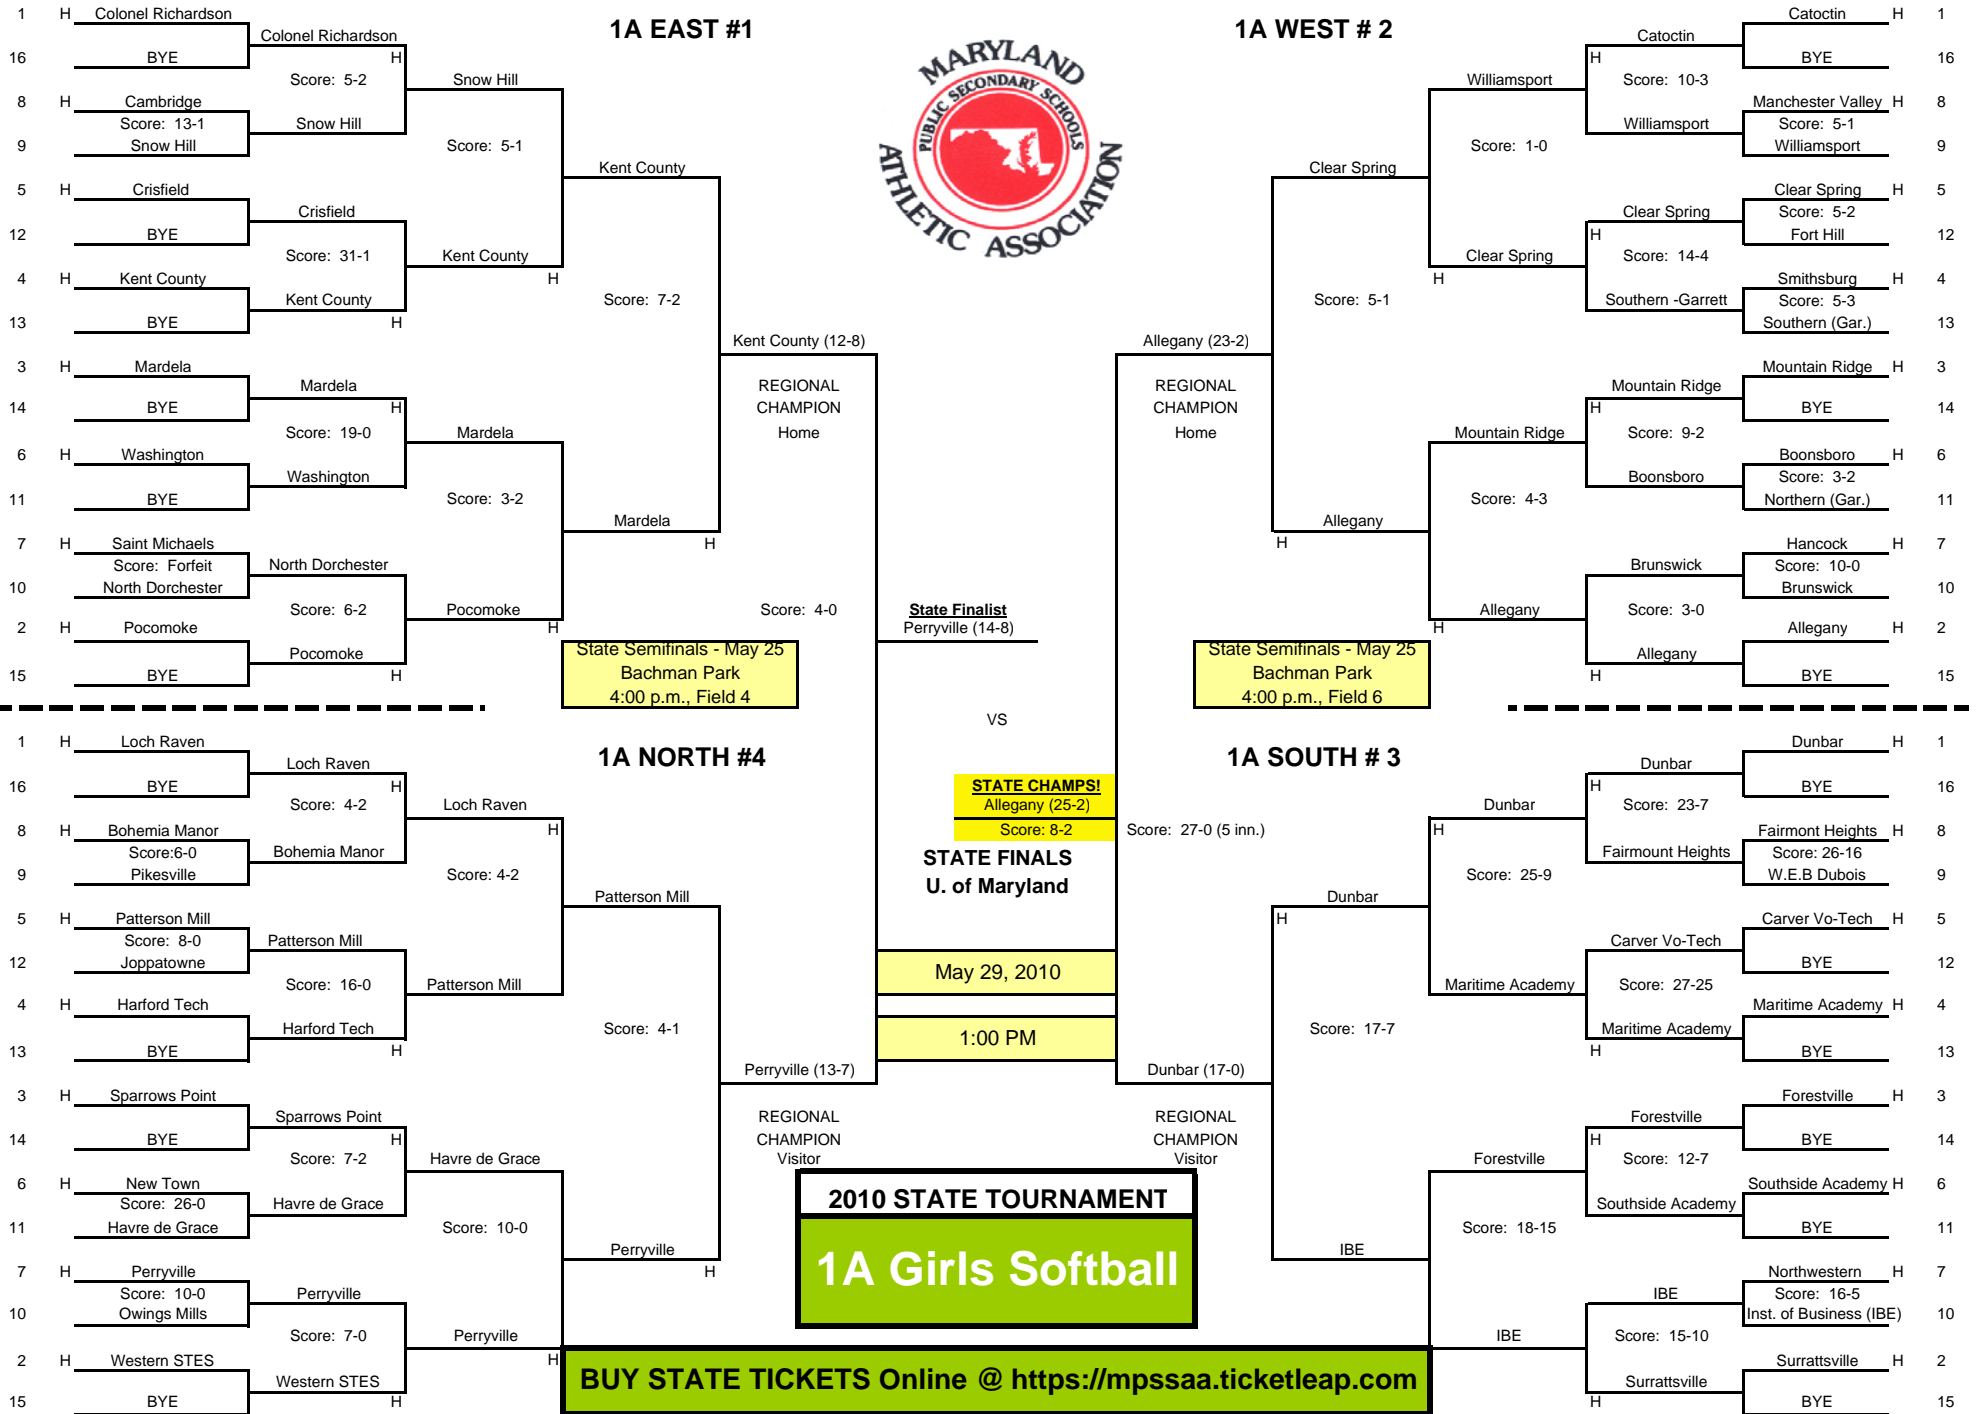 1A EAST #1
1 H Colonel Richardson
Colonel Richardson
16 BYE H
Score: 5-2
Snow Hill
8 H Cambridge
Score: 13-1
Snow Hill
9 Snow Hill
Score: 5-1
Kent County
5 H Crisfield
Crisfield
12 BYE
Score: 31-1
Kent County
H
4 H Kent County
Kent County
13 BYE H
Score: 7-2
Kent County (12-8)
REGIONAL
CHAMPION
Home
3 H Mardela
Mardela
14 BYE H
Score: 19-0
Mardela
6 H Washington
Washington
11 BYE
Score: 3-2
Mardela
H
7 H Saint Michaels
Score: Forfeit
North Dorchester
10 North Dorchester
Score: 6-2
Pocomoke
H
2 H Pocomoke
Pocomoke
15 BYE H
Score: 4-0
State Semifinals - May 25
Bachman Park
4:00 p.m., Field 4
MARYLAND
PUBLIC SECONDARY SCHOOLS
ATHLETIC ASSOCIATION
1A WEST # 2
Catoctin H 1
Catoctin
H BYE 16
Score: 10-3
Williamsport
Manchester Valley H 8
Score: 5-1
Williamsport
Williamsport 9
Score: 1-0
Clear Spring
Clear Spring H 5
Score: 5-2
Clear Spring
H Fort Hill 12
Score: 14-4
Clear Spring
H
Smithsburg H 4
Score: 5-3
Southern -Garrett
Southern (Gar.) 13
Score: 5-1
Allegany (23-2)
REGIONAL
CHAMPION
Home
Mountain Ridge H 3
Mountain Ridge
H BYE 14
Score: 9-2
Mountain Ridge
Boonsboro H 6
Score: 3-2
Boonsboro
Northern (Gar.) 11
Score: 4-3
Allegany
H
Hancock H 7
Score: 10-0
Brunswick
Brunswick 10
Score: 3-0
Allegany
H
Allegany H 2
Allegany
H BYE 15
State Semifinals - May 25
Bachman Park
4:00 p.m., Field 6
State Finalist
Perryville (14-8)
VS
STATE CHAMPS!
Allegany (25-2)
Score: 8-2
Score: 27-0 (5 inn.)
STATE FINALS
U. of Maryland
May 29, 2010
1:00 PM
1A NORTH #4
1 H Loch Raven
Loch Raven
16 BYE H
Score: 4-2
Loch Raven
H
8 H Bohemia Manor
Score:6-0
Bohemia Manor
9 Pikesville
Score: 4-2
Patterson Mill
5 H Patterson Mill
Score: 8-0
Patterson Mill
12 Joppatowne
Score: 16-0
Patterson Mill
4 H Harford Tech
Harford Tech
13 BYE H
Score: 4-1
Perryville (13-7)
REGIONAL
CHAMPION
Visitor
3 H Sparrows Point
Sparrows Point
14 BYE H
Score: 7-2
Havre de Grace
6 H New Town
Score: 26-0
Havre de Grace
11 Havre de Grace
Score: 10-0
Perryville
H
7 H Perryville
Score: 10-0
Perryville
10 Owings Mills
Score: 7-0
Perryville
H
2 H Western STES
Western STES
15 BYE H
1A SOUTH # 3
Dunbar H 1
Dunbar
H BYE 16
Score: 23-7
Dunbar
H
Fairmont Heights H 8
Score: 26-16
Fairmount Heights
W.E.B Dubois 9
Score: 25-9
Dunbar
H
Carver Vo-Tech H 5
Carver Vo-Tech
BYE 12
Score: 27-25
Maritime Academy
Maritime Academy H 4
Maritime Academy
H BYE 13
Score: 17-7
Dunbar (17-0)
REGIONAL
CHAMPION
Visitor
Forestville H 3
Forestville
H BYE 14
Score: 12-7
Forestville
Southside Academy H 6
Southside Academy
BYE 11
Score: 18-15
IBE
Northwestern H 7
Score: 16-5
IBE
Inst. of Business (IBE) 10
Score: 15-10
IBE
Surrattsville H 2
Surrattsville
H BYE 15
2010 STATE TOURNAMENT
1A Girls Softball
BUY STATE TICKETS Online @ https://mpssaa.ticketleap.com